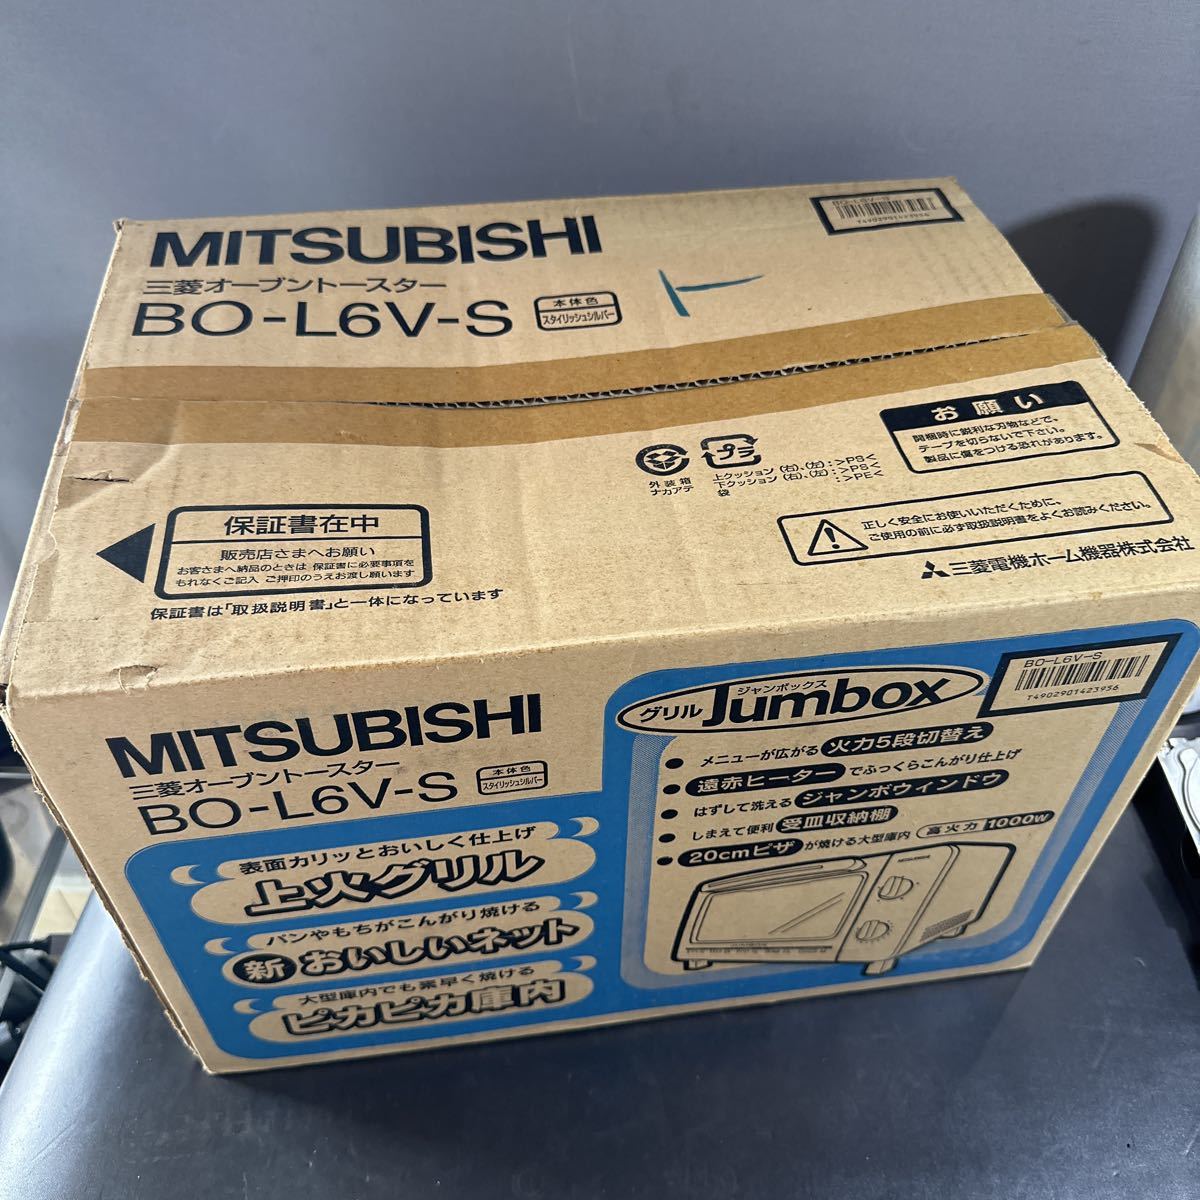 MITSUBISHI
三菱オーブントースター
BO-L6V-S
本体色
スタイリッシュシルバー
BO-L6V-S
T4902901423956
お願い
開梱時に鋭利な刃物などで、
テープを切らないで下さい。
製品に傷をつける恐れがあります。
外装箱
ナカアテ
プラ
上クッション(右)、(左):>PS<
下クッション(右)、(左):>PS<
袋 :>PE<
正しく安全にお使いいただくために、
ご使用の前に必ず取扱説明書をよくお読みください。
三菱電機ホーム機器株式会社
保証書在中
販売店さまへお願い
お客さまへ納品のときは 保証書に必要事項を
もれなくご記入 ご押印のうえお渡し願います
保証書は「取扱説明書」と一体になっています
MITSUBISHI
三菱オーブントースター
BO-L6V-S
本体色
スタイリッシュシルバー
表面カリッとおいしく仕上げ
上火グリル
パンやもちがこんがり焼ける
新 おいしいネット
大型庫内でも素早く焼ける
ピカピカ庫内
ジャンボックス
グリル Jumbox
BO-L6V-S
T4902901423956
• メニューが広がる 火力5段切替え
• 遠赤ヒーター でふっくらこんがり仕上げ
• はずして洗える ジャンボウィンドウ
• しまえて便利 受皿収納棚
• 20cmピザ が焼ける大型庫内 高火力 1000W